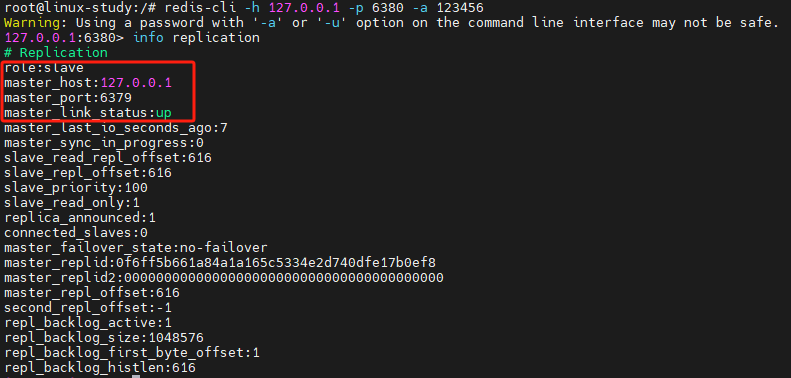 root@linux-study:/# redis-cli -h 127.0.0.1 -p 6380 -a 123456
Warning: Using a password with '-a' or '-u' option on the command line interface may not be safe.
127.0.0.1:6380> info replication
# Replication
role:slave
master_host:127.0.0.1
master_port:6379
master_link_status:up
master_last_io_seconds_ago:7
master_sync_in_progress:0
slave_read_repl_offset:616
slave_repl_offset:616
slave_priority:100
slave_read_only:1
replica_announced:1
connected_slaves:0
master_failover_state:no-failover
master_replid:0f6ff5b661a84a1a165c5334e2d740dfe17b0ef8
master_replid2:0000000000000000000000000000000000000000
master_repl_offset:616
second_repl_offset:-1
repl_backlog_active:1
repl_backlog_size:1048576
repl_backlog_first_byte_offset:1
repl_backlog_histlen:616